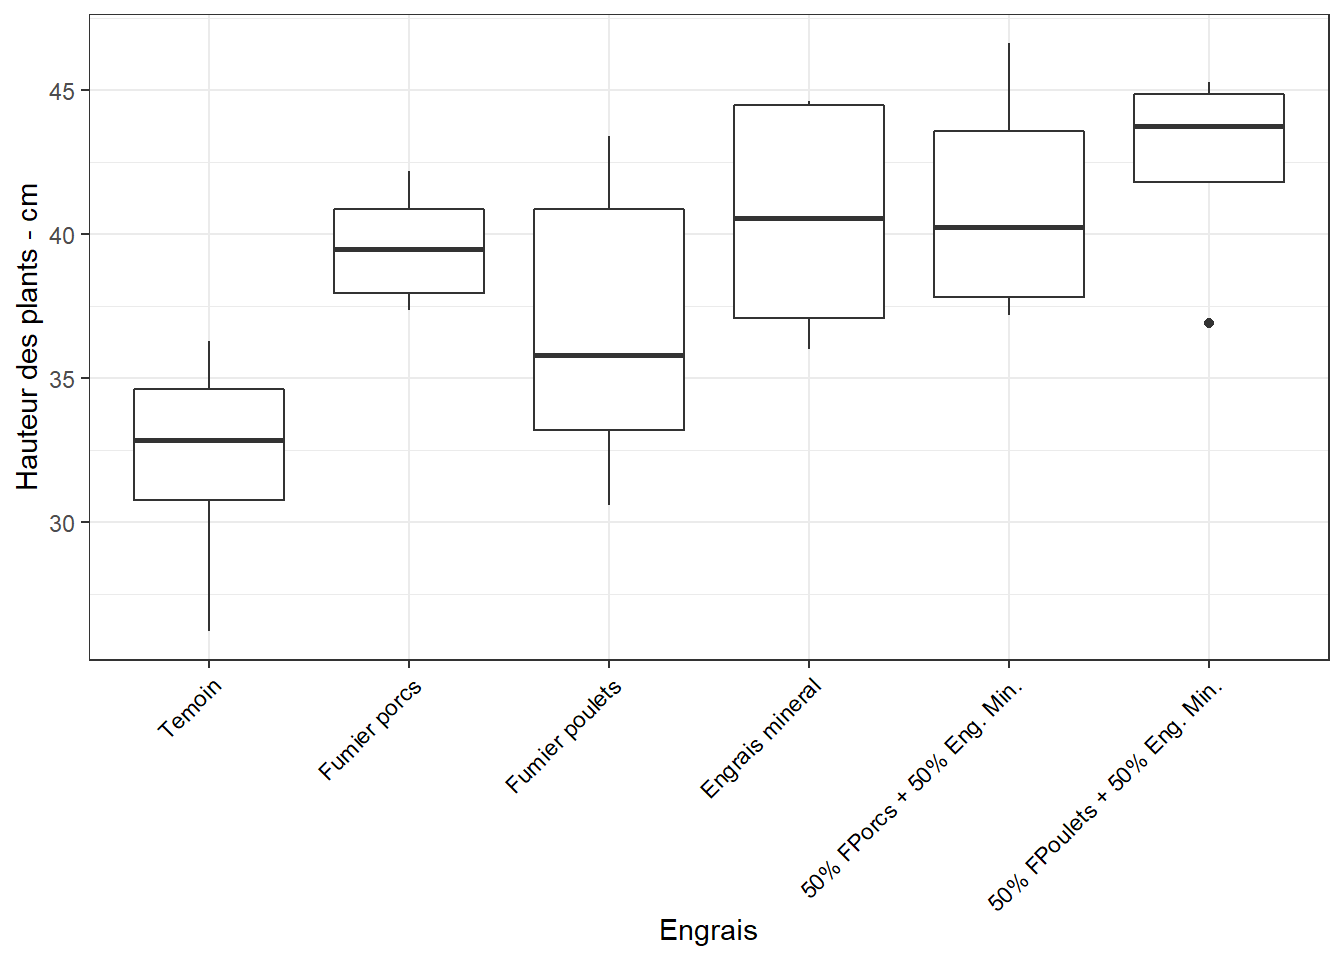 Hauteur des plants - cm
45
40
35
30
Temoin
Fumier porcs
Fumier poulets
Engrais mineral
50% FPorcs + 50% Eng. Min.
50% FPoulets + 50% Eng. Min.
Engrais